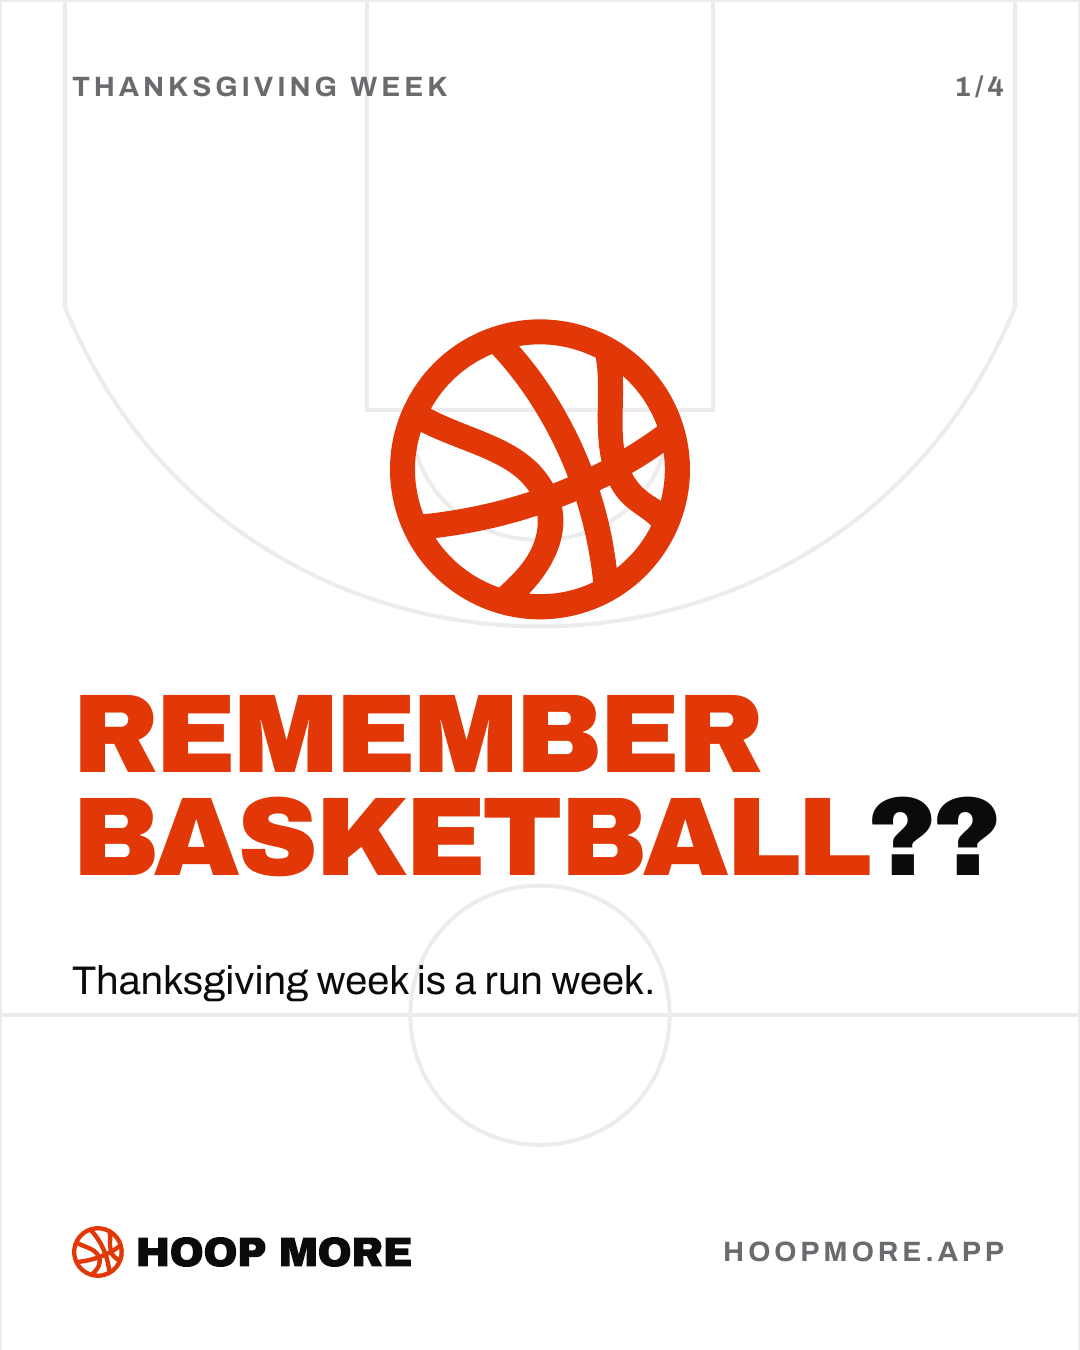 THANKSGIVING WEEK
1/4
REMEMBER
BASKETBALL??
Thanksgiving week is a run week.
HOOP MORE
HOOPMORE.APP